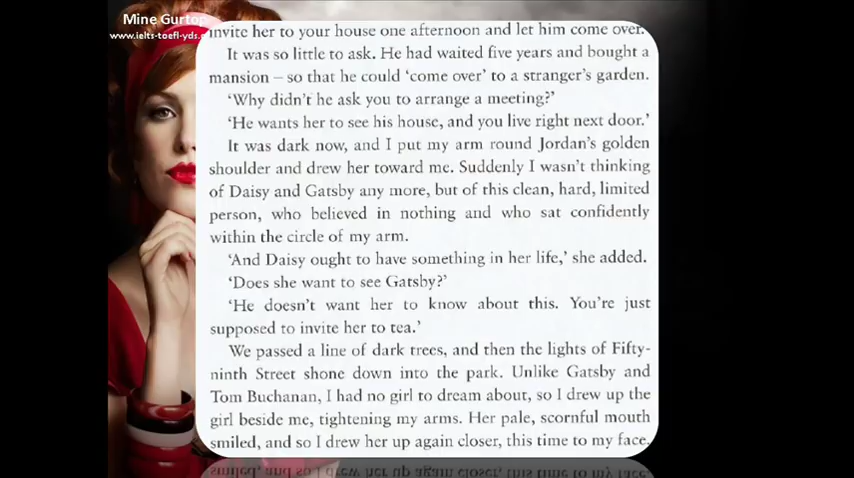 Mine Gurtop
www.ielts-toefl-yds.
invite her to your house one afternoon and let him come over.'
It was so little to ask. He had waited five years and bought a
mansion – so that he could 'come over' to a stranger's garden.
'Why didn't he ask you to arrange a meeting?'
'He wants her to see his house, and you live right next door.'
It was dark now, and I put my arm round Jordan's golden
shoulder and drew her toward me. Suddenly I wasn't thinking
of Daisy and Gatsby any more, but of this clean, hard, limited
person, who believed in nothing and who sat confidently
within the circle of my arm.
'And Daisy ought to have something in her life,' she added.
'Does she want to see Gatsby?'
'He doesn't want her to know about this. You're just
supposed to invite her to tea.'
We passed a line of dark trees, and then the lights of Fifty-
ninth Street shone down into the park. Unlike Gatsby and
Tom Buchanan, I had no girl to dream about, so I drew up the
girl beside me, tightening my arms. Her pale, scornful mouth
smiled, and so I drew her up again closer, this time to my face.